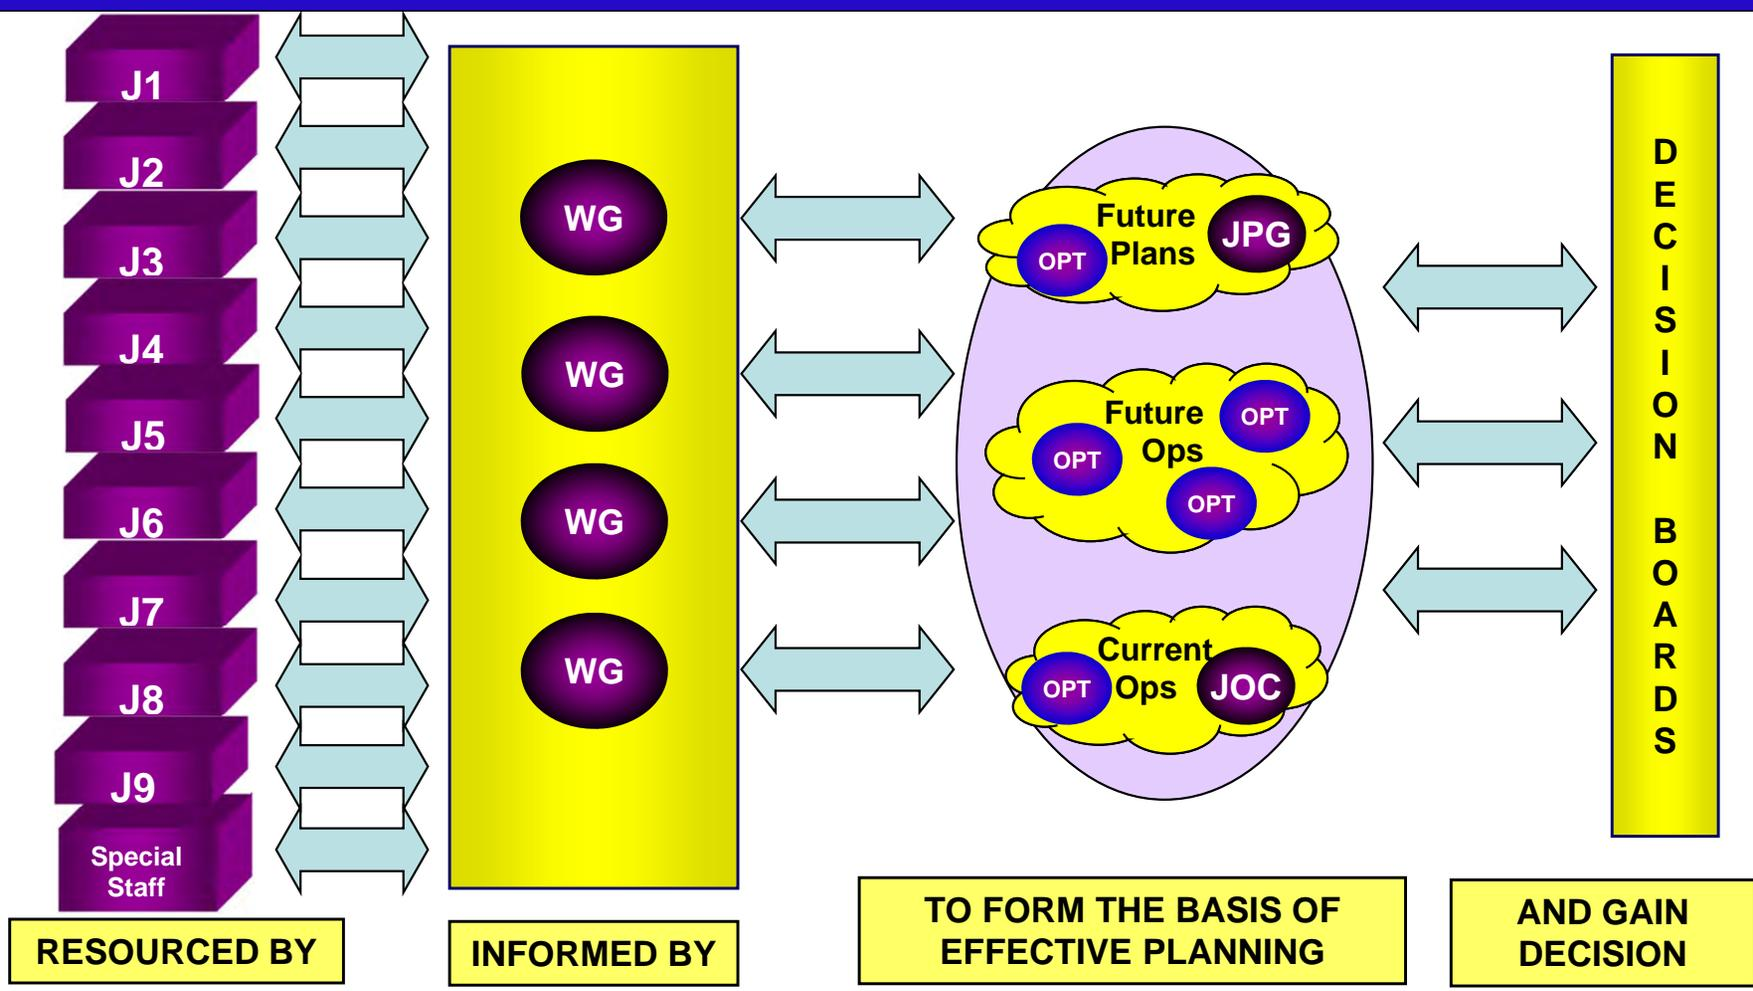 J1
J2
J3
J4
J5
J6
J7
J8
J9
Special
Staff
RESOURCED BY
WG
WG
WG
WG
INFORMED BY
Future
Plans
OPT
JPG
Future
Ops
OPT
OPT
OPT
Current
Ops
OPT
JOC
TO FORM THE BASIS OF
EFFECTIVE PLANNING
DECISION BOARDS
AND GAIN
DECISION